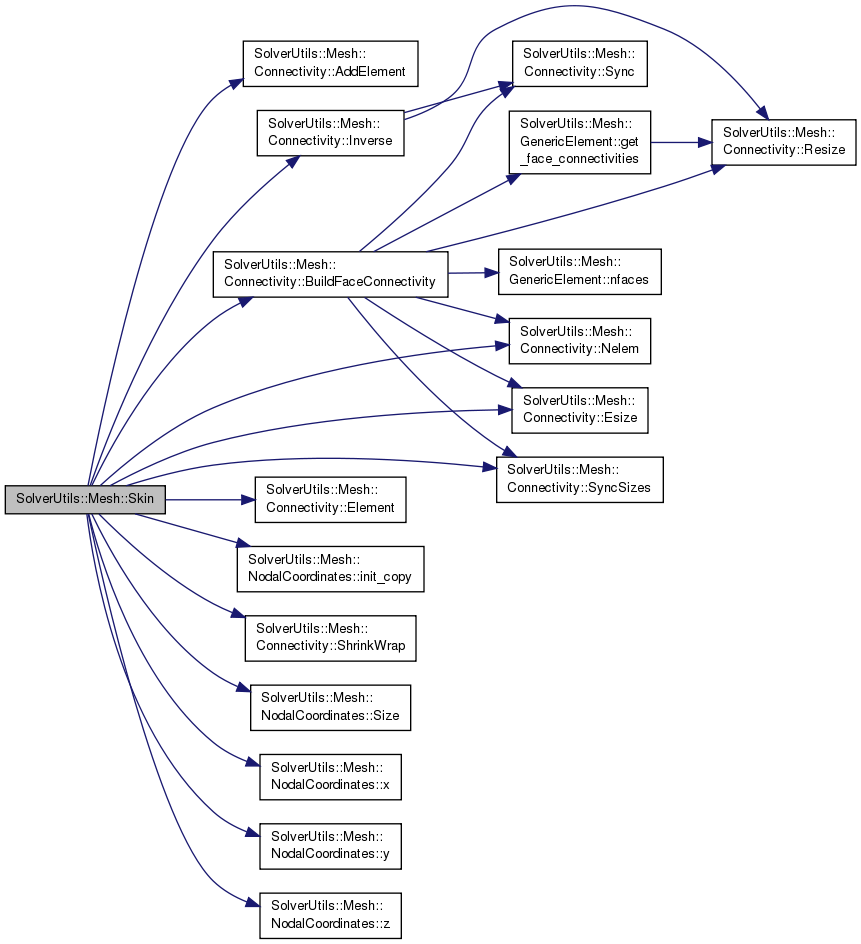 SolverUtils::Mesh::
Connectivity::AddElement
SolverUtils::Mesh::
Connectivity::Sync
SolverUtils::Mesh::
Connectivity::Inverse
SolverUtils::Mesh::
GenericElement::get
_face_connectivities
SolverUtils::Mesh::
Connectivity::Resize
SolverUtils::Mesh::
Connectivity::BuildFaceConnectivity
SolverUtils::Mesh::
GenericElement::nfaces
SolverUtils::Mesh::
Connectivity::Nelem
SolverUtils::Mesh::
Connectivity::Esize
SolverUtils::Mesh::
Connectivity::SyncSizes
SolverUtils::Mesh::Skin
SolverUtils::Mesh::
Connectivity::Element
SolverUtils::Mesh::
NodalCoordinates::init_copy
SolverUtils::Mesh::
Connectivity::ShrinkWrap
SolverUtils::Mesh::
NodalCoordinates::Size
SolverUtils::Mesh::
NodalCoordinates::x
SolverUtils::Mesh::
NodalCoordinates::y
SolverUtils::Mesh::
NodalCoordinates::z